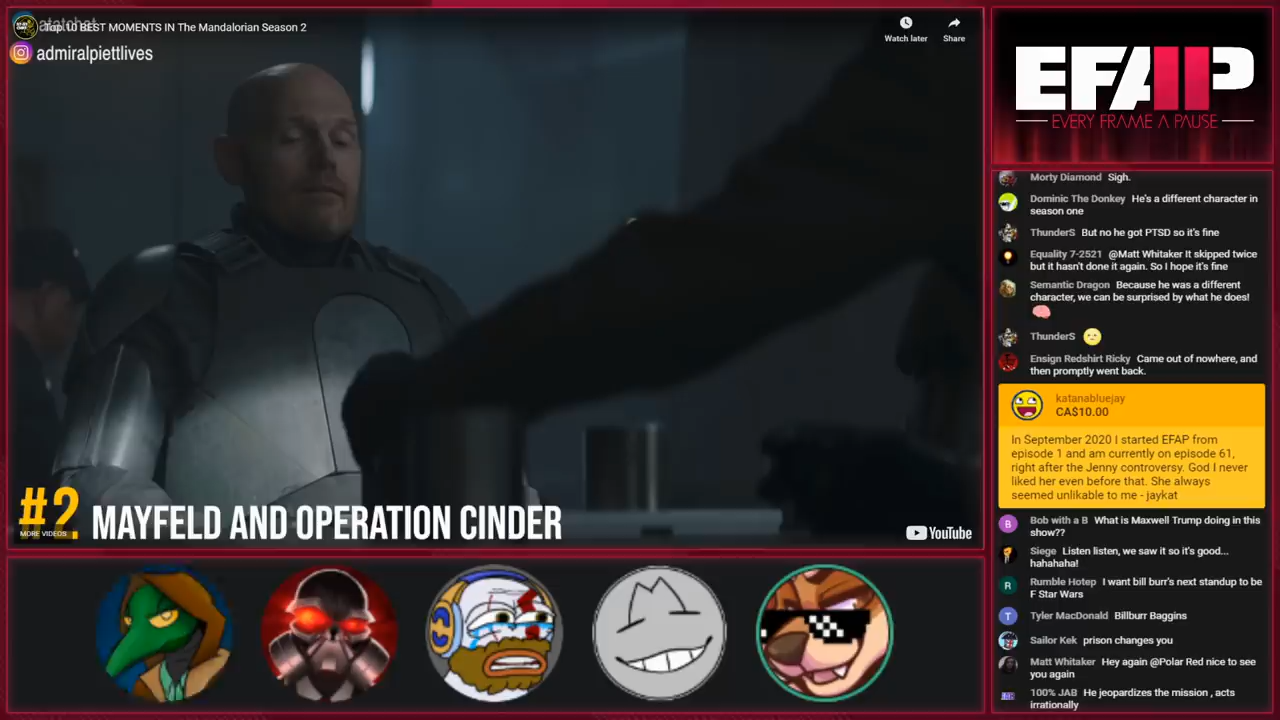 Top 10 BEST MOMENTS IN The Mandalorian Season 2
admiralpiettlives
Watch later
Share
#2
MORE VIDEOS
MAYFELD AND OPERATION CINDER
YouTube
EFAP
EVERY FRAME A PAUSE
Morty Diamond Sigh.
Dominic The Donkey He's a different character in
season one
ThunderS But no he got PTSD so it's fine
Equality 7-2521 @Matt Whitaker It skipped twice
but it hasn't done it again. So I hope it's fine
Semantic Dragon Because he was a different
character, we can be surprised by what he does!
ThunderS
Ensign Redshirt Ricky Came out of nowhere, and
then promptly went back.
katanabluejay
CA$10.00
In September 2020 I started EFAP from
episode 1 and am currently on episode 61,
right after the Jenny controversy. God I never
liked her even before that. She always
seemed unlikable to me - jaykat
Bob with a B What is Maxwell Trump doing in this
show??
Siege Listen listen, we saw it so it's good...
hahahaha!
Rumble Hotep I want bill burr's next standup to be
F Star Wars
Tyler MacDonald Billburr Baggins
Sailor Kek prison changes you
Matt Whitaker Hey again @Polar Red nice to see
you again
100% JAB He jeopardizes the mission , acts
irrationally